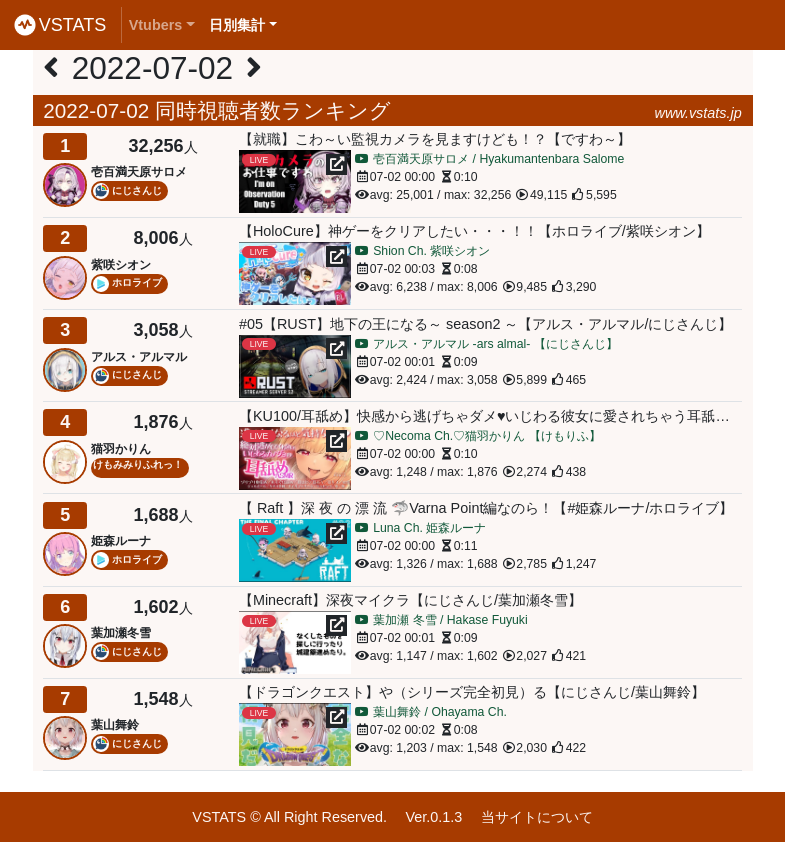 VSTATS Vtubers 日別集計
2022-07-02
2022-07-02 同時視聴者数ランキング www.vstats.jp
1 32,256人
壱百満天原サロメ
にじさんじ
【就職】こわ～い監視カメラを見ますけども！？【ですわ～】
LIVE
お仕事ですわ
I'm on
Observation
Duty 5
壱百満天原サロメ / Hyakumantenbara Salome
07-02 00:00 0:10
avg: 25,001 / max: 32,256 49,115 5,595
2 8,006人
紫咲シオン
ホロライブ
【HoloCure】神ゲーをクリアしたい・・・！！【ホロライブ/紫咲シオン】
LIVE
Shion Ch. 紫咲シオン
07-02 00:03 0:08
avg: 6,238 / max: 8,006 9,485 3,290
3 3,058人
アルス・アルマル
にじさんじ
#05【RUST】地下の王になる～ season2 ～【アルス・アルマル/にじさんじ】
LIVE
RUST
STREAMER SERVER S2
アルス・アルマル -ars almal- 【にじさんじ】
07-02 00:01 0:09
avg: 2,424 / max: 3,058 5,899 465
4 1,876人
猫羽かりん
けもみみりふれっ！
【KU100/耳舐め】快感から逃げちゃダメ♥いじわる彼女に愛されちゃう耳舐…
LIVE
耳舐め
♡Necoma Ch.♡猫羽かりん 【けもりふ】
07-02 00:00 0:10
avg: 1,248 / max: 1,876 2,274 438
5 1,688人
姫森ルーナ
ホロライブ
【 Raft 】深 夜 の 漂 流 🦈Varna Point編なのら！【#姫森ルーナ/ホロライブ】
THE FINAL CHAPTER
LIVE
RAFT
Luna Ch. 姫森ルーナ
07-02 00:00 0:11
avg: 1,326 / max: 1,688 2,785 1,247
6 1,602人
葉加瀬冬雪
にじさんじ
【Minecraft】深夜マイクラ【にじさんじ/葉加瀬冬雪】
LIVE
なくしたものを
探しに行ったり
城建築進めたり。
葉加瀬 冬雪 / Hakase Fuyuki
07-02 00:01 0:09
avg: 1,147 / max: 1,602 2,027 421
7 1,548人
葉山舞鈴
にじさんじ
【ドラゴンクエスト】や（シリーズ完全初見）る【にじさんじ/葉山舞鈴】
LIVE
DRAGON QUEST
葉山舞鈴 / Ohayama Ch.
07-02 00:02 0:08
avg: 1,203 / max: 1,548 2,030 422
VSTATS © All Right Reserved. Ver.0.1.3 当サイトについて